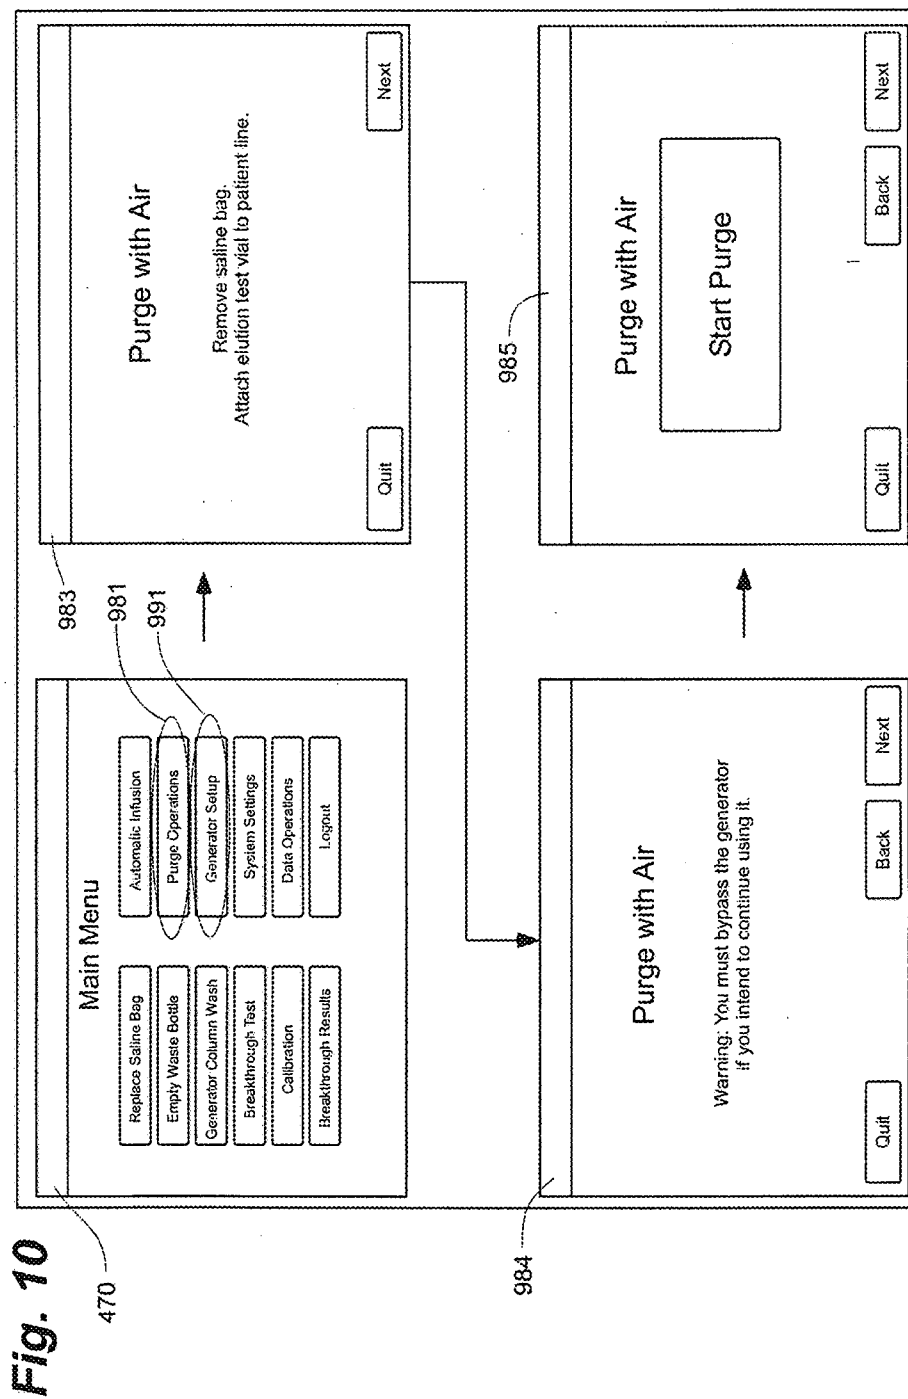 Fig. 10
470
Main Menu
Replace Saline Bag
Automatic Infusion
Empty Waste Bottle
Purge Operations
Generator Column Wash
Generator Setup
Breakthrough Test
System Settings
Calibration
Data Operations
Breakthrough Results
Logout
981
991
983
Purge with Air
Remove saline bag.
Attach elution test vial to patient line.
Quit
Next
984
Purge with Air
Warning: You must bypass the generator
if you intend to continue using it.
Quit
Back
Next
985
Purge with Air
Start Purge
Quit
Back
Next